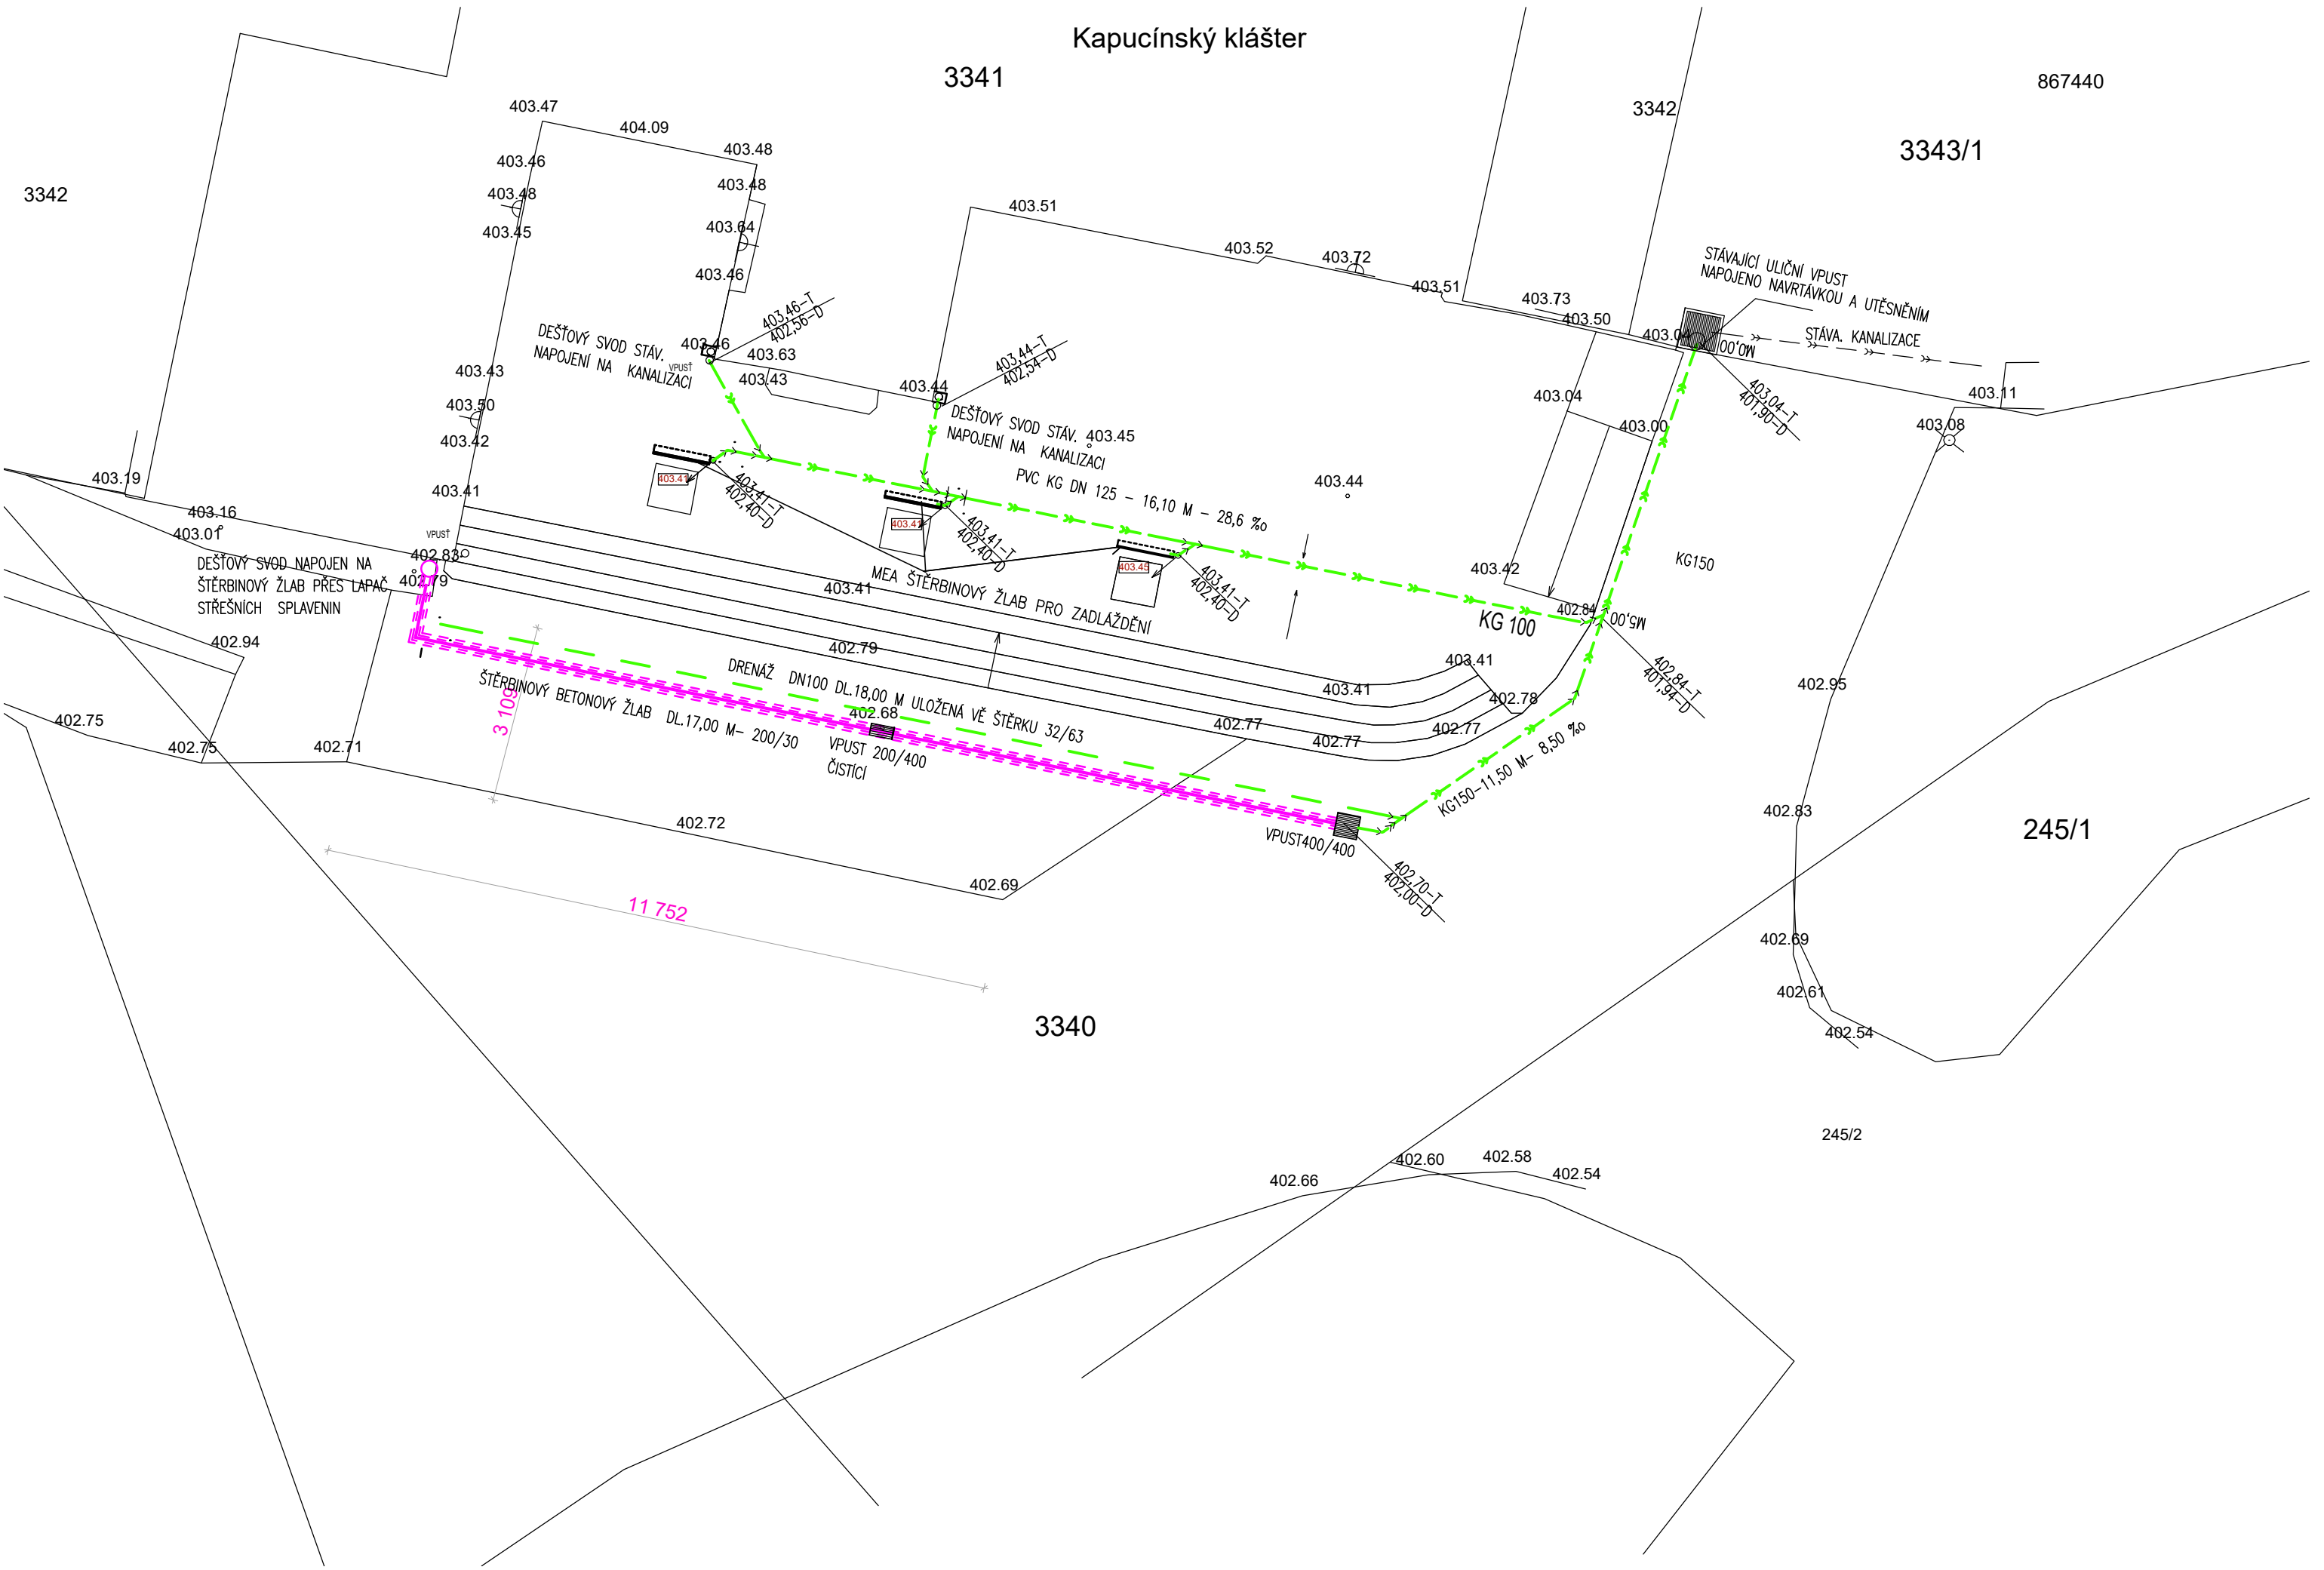 Kapucínský klášter
3341
867440
3342
3343/1
3342
403.47
404.09
403.48
403.46
403.48
403.48
403.45
403.64
403.46
403.51
403.52
403.72
403.51
403.73
403.50
403.04
STÁVAJÍCÍ ULIČNÍ VPUST
NAPOJENO NAVRTÁVKOU A UTĚSNĚNÍM
STÁVA. KANALIZACE
M0,00
403,04-T
401,90-D
403.11
403.08
403,46-T
402,56-D
DEŠŤOVÝ SVOD STÁV.
NAPOJENÍ NA KANALIZACI
VPUSŤ
403.46
403.63
403.43
403.44
403,44-T
402,54-D
DEŠŤOVÝ SVOD STÁV.
NAPOJENÍ NA KANALIZACI
403.45
403.43
403.50
403.42
403.41
403.04
403.00
403.19
403.16
403.01
PVC KG DN 125 - 16,10 M - 28,6 ‰
403.44
403.41
403,41-T
402,40-D
403.41
403,41-T
402,40-D
403.45
403,41-T
402,40-D
VPUSŤ
402.83
402.79
DEŠŤOVÝ SVOD NAPOJEN NA
ŠTĚRBINOVÝ ŽLAB PŘES LAPAČ
STŘEŠNÍCH SPLAVENIN
MEA ŠTĚRBINOVÝ ŽLAB PRO ZADLÁŽDĚNÍ
403.41
403.42
KG 100
402.84
M5,00
KG150
402,84-T
401,94-D
402.94
402.79
403.41
403.41
402.78
402.77
402.77
402.77
DRENÁŽ DN100 DL.18,00 M ULOŽENÁ VĚ ŠTĚRKU 32/63
ŠTĚRBINOVÝ BETONOVÝ ŽLAB DL.17,00 M- 200/30
402.68
VPUST 200/400
ČISTÍCÍ
3 109
402.75
402.75
402.71
402.72
402.69
11 752
KG150-11,50 M- 8,50 ‰
VPUST400/400
402,70-T
402,00-D
402.95
402.83
245/1
402.69
402.61
402.54
3340
245/2
402.66
402.60
402.58
402.54